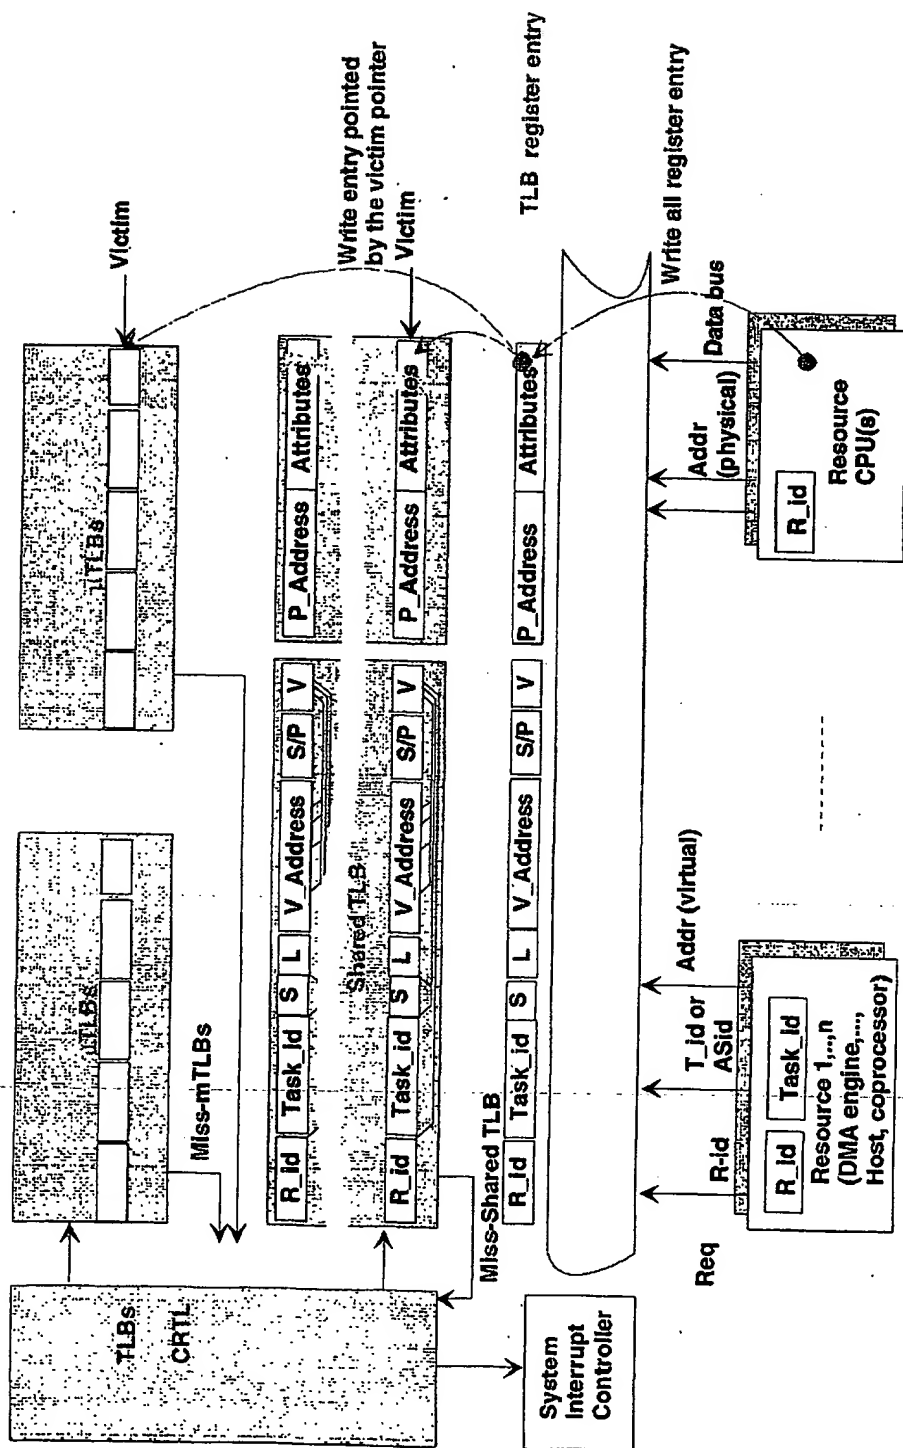 TLBs
CRTL
μTLBs
μTLBs
Victim
Miss-mTLBs
R_id
Task_id
S
L
V_Address
S/P
V
P_Address
Attributes
Shared TLB
R_id
Task_id
S
L
V_Address
S/P
V
P_Address
Attributes
Write entry pointed
by the victim pointer
Victim
Miss-Shared TLB
R_id
Task_id
S
L
V_Address
S/P
V
P_Address
Attributes
TLB register entry
System
Interrupt
Controller
Req
R-id
T_id or
ASid
Addr (virtual)
Addr
(physical)
Data bus
Write all register entry
R_id
Task_id
Resource 1,..,n
(DMA engine,...,
Host, coprocessor)
R_id
Resource
CPU(s)